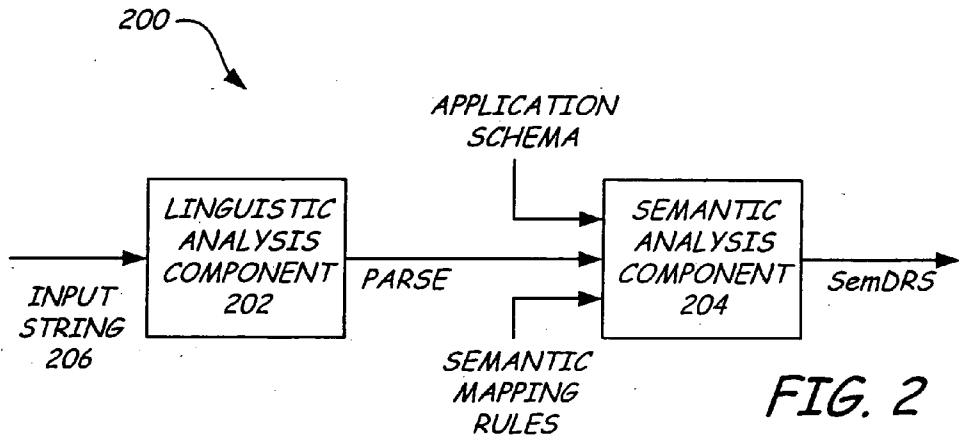 200
APPLICATION
SCHEMA
LINGUISTIC
ANALYSIS
COMPONENT
202
SEMANTIC
ANALYSIS
COMPONENT
204
INPUT
STRING
206
PARSE
SemDRS
SEMANTIC
MAPPING
RULES
FIG. 2